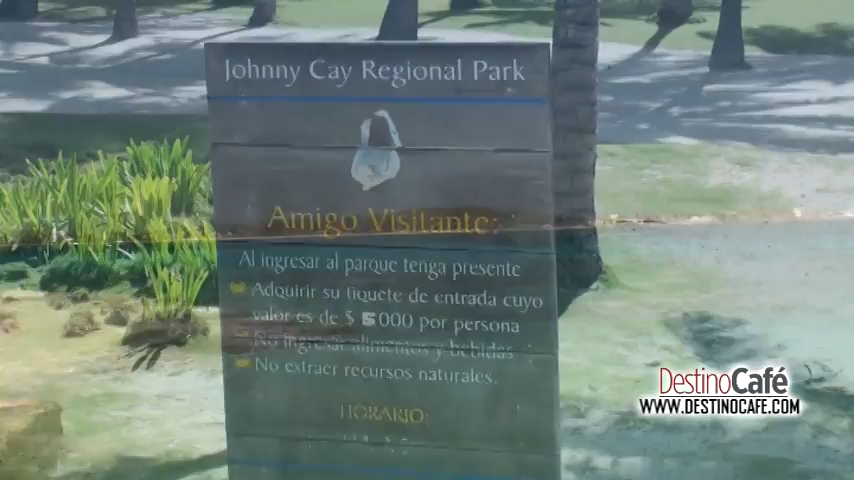 Johnny Cay Regional Park
Amigo Visitante:
Al ingresar al parque tenga presente
Adquirir su tiquete de entrada cuyo
valor es de $ 5000 por persona
No ingresar alimentos y bebidas
No extraer recursos naturales.
HORARIO:
DestinoCafé
WWW.DESTINOCAFE.COM